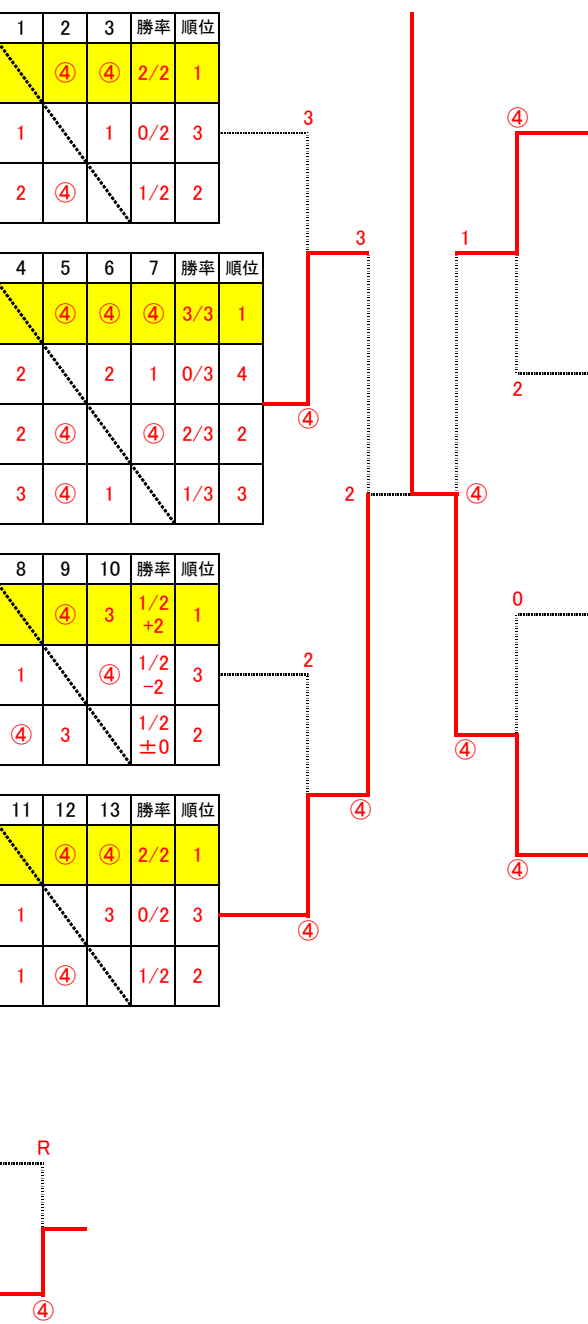 1 2 3 勝率 順位
④ ④ 2/2 1
1 1 0/2 3
2 ④ 1/2 2
4 5 6 7 勝率 順位
④ ④ ④ 3/3 1
2 2 1 0/3 4
2 ④ ④ 2/3 2
3 ④ 1 1/3 3
8 9 10 勝率 順位
④ 3 1/2 +2 1
1 ④ 1/2 -2 3
④ 3 1/2 ±0 2
11 12 13 勝率 順位
④ ④ 2/2 1
1 3 0/2 3
1 ④ 1/2 2
3
④
3
2
④
2
④
④
1
2
④
0
④
④
R
④